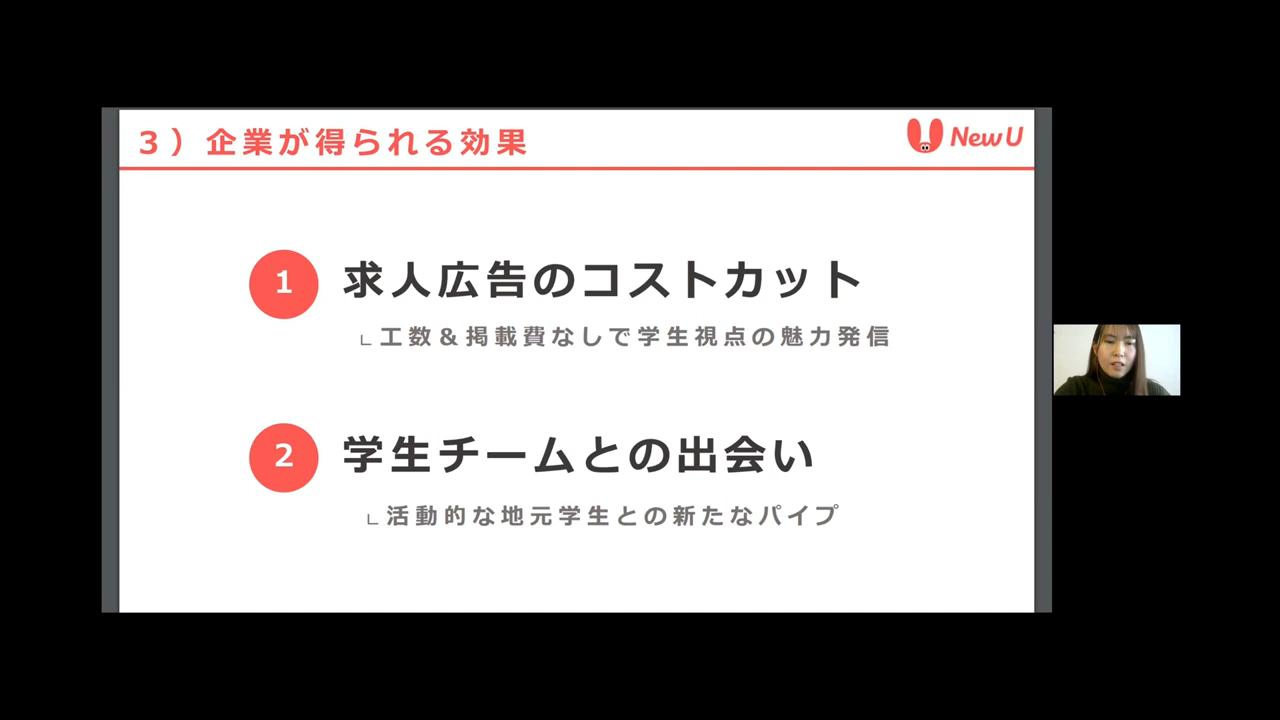 ３）企業が得られる効果
New U
1
求人広告のコストカット
∟工数＆掲載費なしで学生視点の魅力発信
2
学生チームとの出会い
∟活動的な地元学生との新たなパイプ